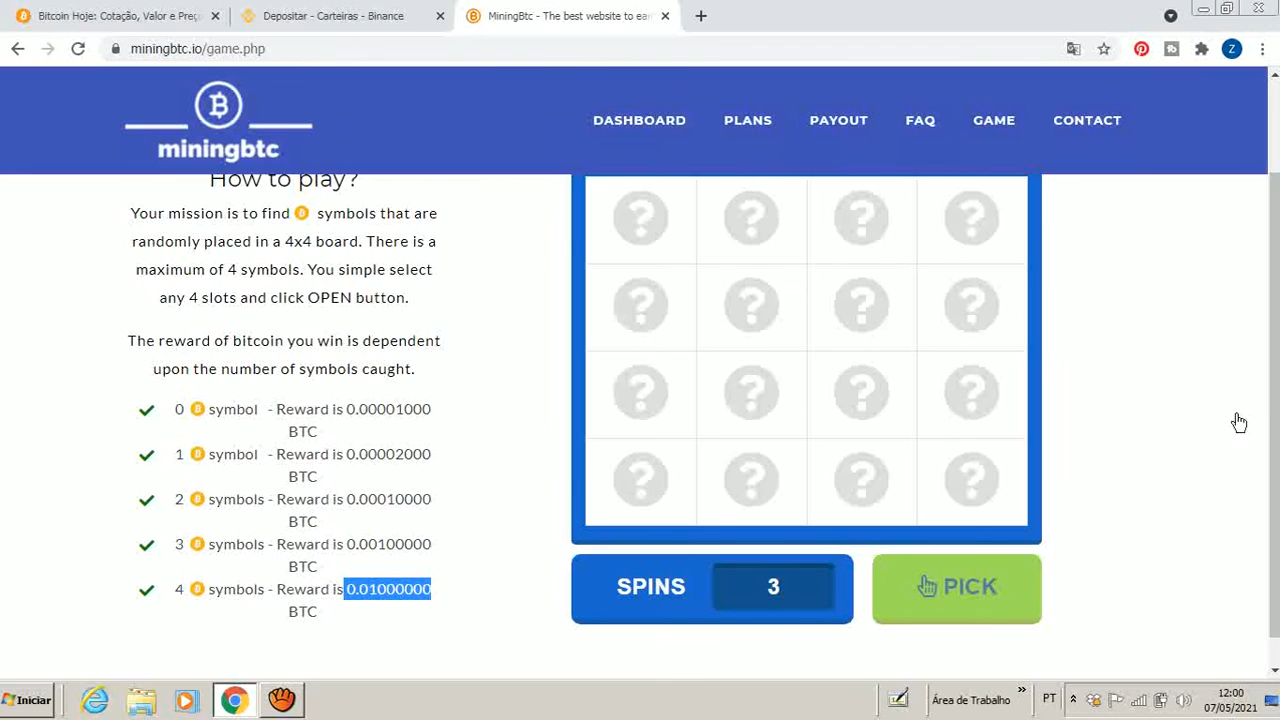 Bitcoin Hoje: Cotação, Valor e Preço
Depositar - Carteiras - Binance
MiningBtc - The best website to ea
miningbtc.io/game.php
Z
miningbtc
DASHBOARD
PLANS
PAYOUT
FAQ
GAME
CONTACT
How to play?
Your mission is to find symbols that are
randomly placed in a 4x4 board. There is a
maximum of 4 symbols. You simple select
any 4 slots and click OPEN button.
The reward of bitcoin you win is dependent
upon the number of symbols caught.
0 symbol - Reward is 0.00001000
BTC
1 symbol - Reward is 0.00002000
BTC
2 symbols - Reward is 0.00010000
BTC
3 symbols - Reward is 0.00100000
BTC
4 symbols - Reward is 0.01000000
BTC
? ? ? ?
? ? ? ?
? ? ? ?
? ? ? ?
SPINS 3
PICK
Iniciar
Área de Trabalho
»
PT
12:00
07/05/2021